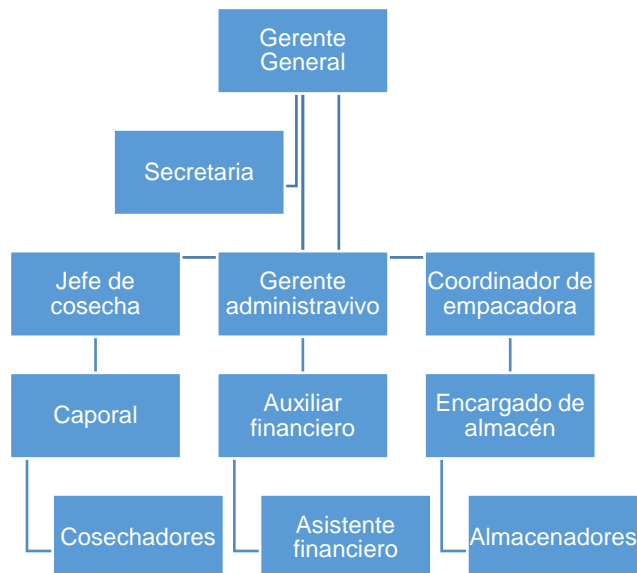 Gerente
General
Secretaria
Jefe de
cosecha
Gerente
administravivo
Coordinador de
empacadora
Caporal
Auxiliar
financiero
Encargado de
almacén
Cosechadores
Asistente
financiero
Almacenadores